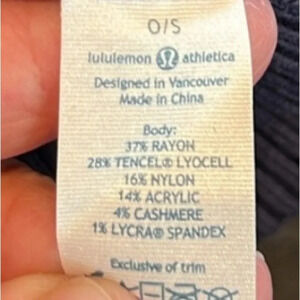 O/S
lululemon athletica
Designed in Vancouver
Made in China
Body:
37% RAYON
28% TENCEL® LYOCELL
16% NYLON
14% ACRYLIC
4% CASHMERE
1% LYCRA® SPANDEX
Exclusive of trim